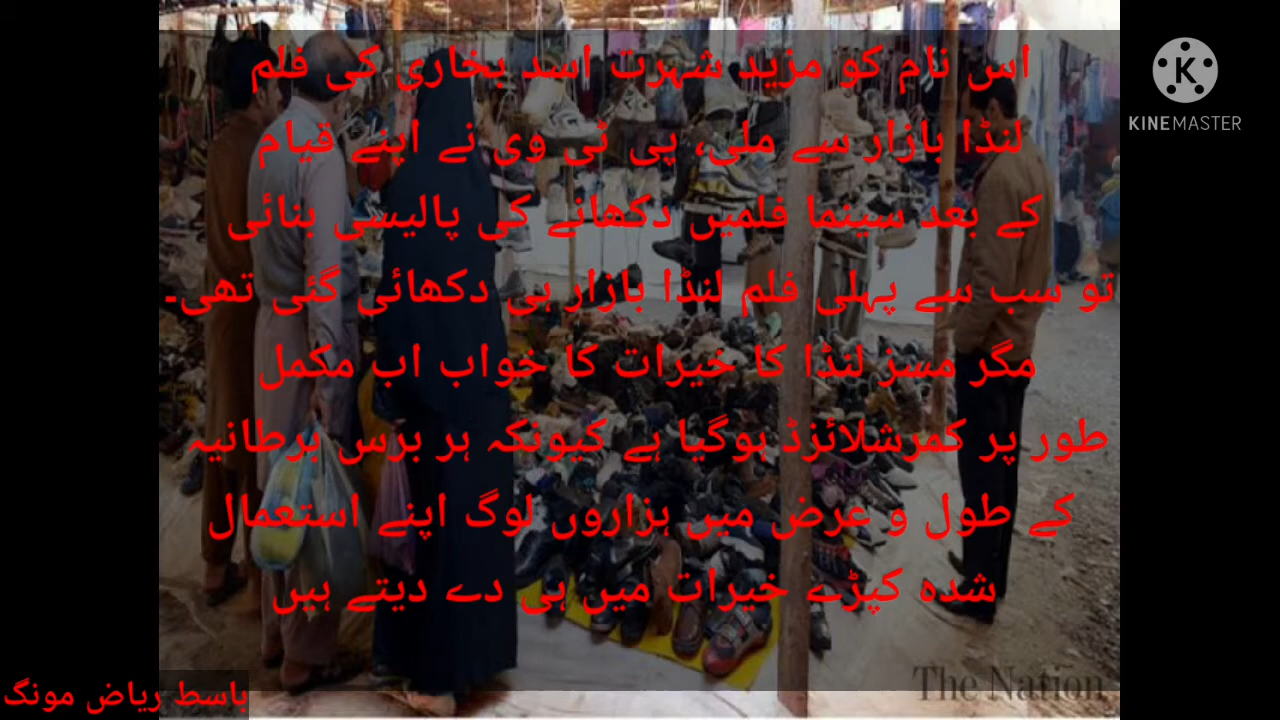 اس نام کو مزید شہرت اسد بخاری کی فلم
لنڈا بازار سے ملی، پی ٹی وی نے اپنے قیام
کے بعد سینما فلمیں دکھانے کی پالیسی بنائی
تو سب سے پہلی فلم لنڈا بازار ہی دکھائی گئی تھی۔
مگر مسز لنڈا کا خیرات کا خواب اب مکمل
طور پر کمرشلائزڈ ہوگیا ہے کیونکہ ہر برس برطانیہ
کے طول و عرض میں ہزاروں لوگ اپنے استعمال
شدہ کپڑے خیرات میں ہی دے دیتے ہیں
باسط ریاض مونگ
The Nation
K
KINEMASTER